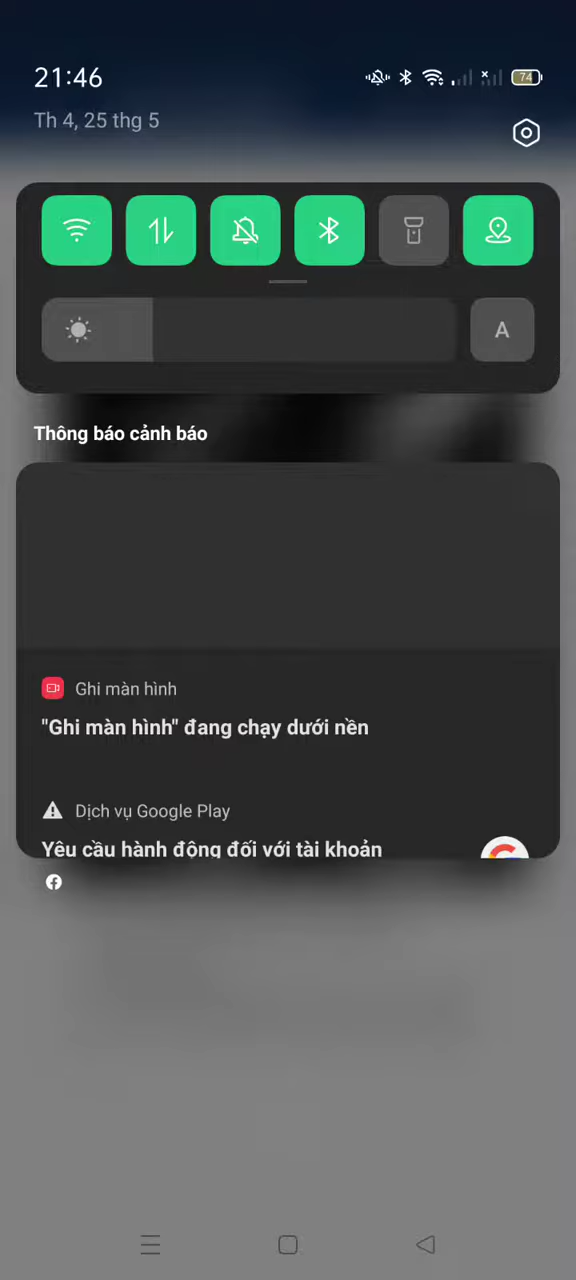 21:46
74
Th 4, 25 thg 5
A
Thông báo cảnh báo
Ghi màn hình
"Ghi màn hình" đang chạy dưới nền
Dịch vụ Google Play
Yêu cầu hành động đối với tài khoản